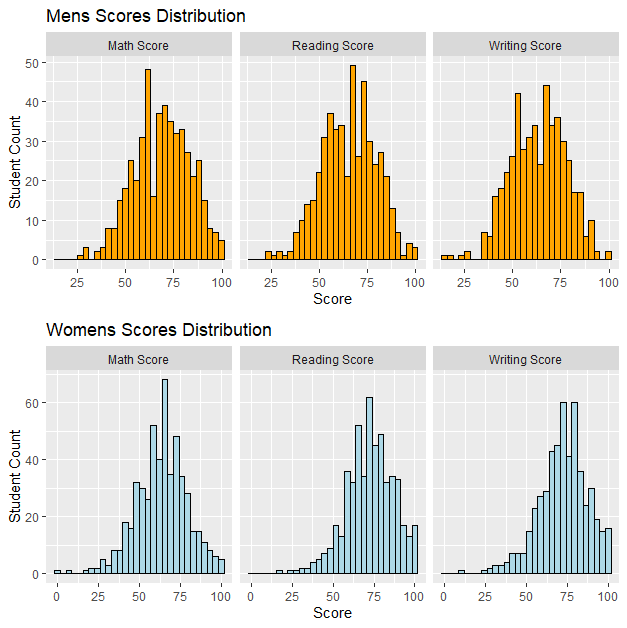 Mens Scores Distribution
Math Score Reading Score Writing Score
50
40
30
20
10
0
Student Count
25 50 75 100 25 50 75 100 25 50 75 100
Score
Womens Scores Distribution
Math Score Reading Score Writing Score
60
40
20
0
Student Count
0 25 50 75 100 0 25 50 75 100 0 25 50 75 100
Score